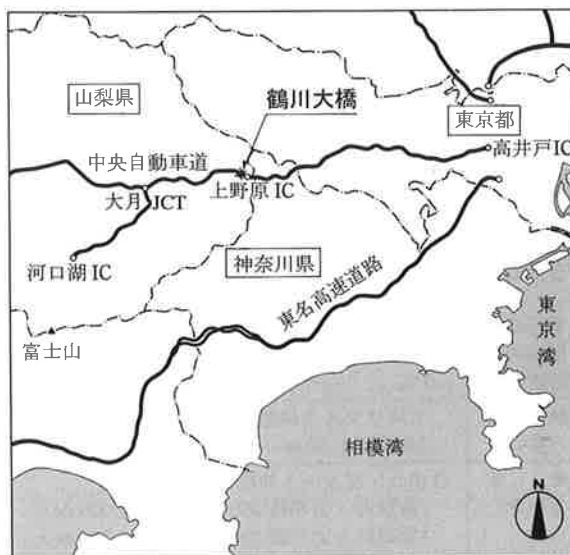 山梨県
鶴川大橋
東京都
中央自動車道
高井戸IC
大月JCT
上野原IC
河口湖IC
神奈川県
東名高速道路
富士山
東京湾
相模湾
N